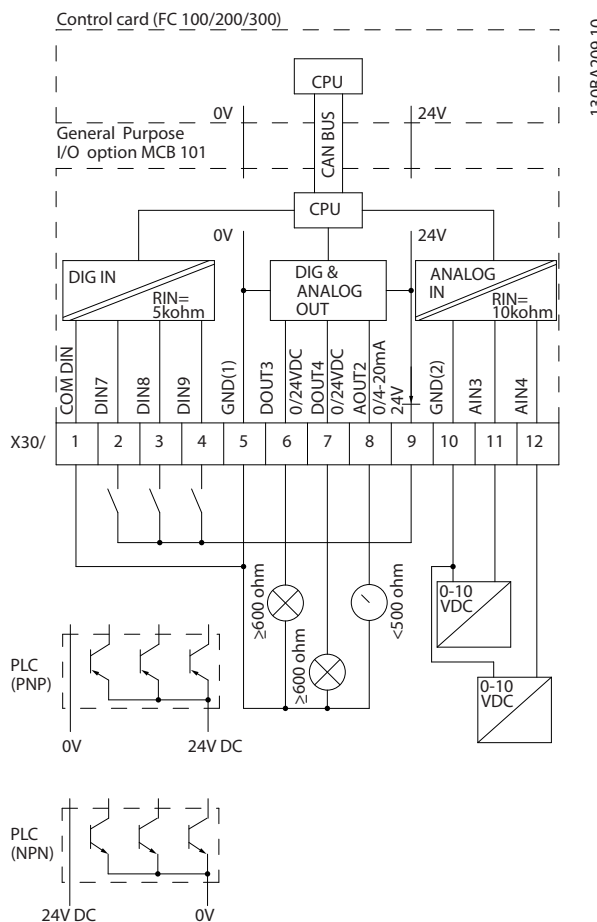 Control card (FC 100/200/300)
130BA209.10
CPU
0V
24V
CAN BUS
General Purpose
I/O option MCB 101
CPU
0V
24V
DIG IN
RIN=
5kohm
DIG &
ANALOG
OUT
ANALOG
IN
RIN=
10kohm
COM DIN
DIN7
DIN8
DIN9
GND(1)
DOUT3
0/24VDC
DOUT4
0/24VDC
AOUT2
0/4-20mA
24V
GND(2)
AIN3
AIN4
X30/
1
2
3
4
5
6
7
8
9
10
11
12
≥600 ohm
≥600 ohm
<500 ohm
0-10
VDC
0-10
VDC
PLC
(PNP)
0V
24V DC
PLC
(NPN)
24V DC
0V